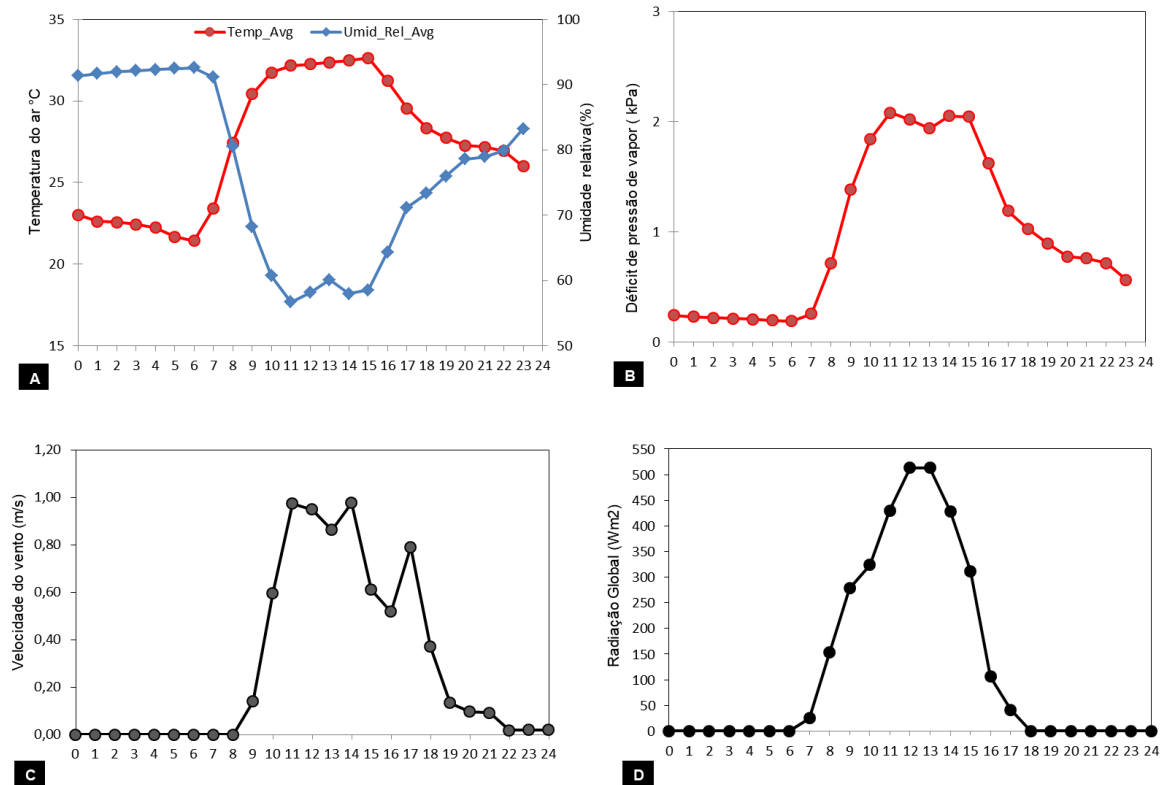 Temp_Avg Umid_Rel_Avg
Temperatura do ar °C
35
31
27
23
19
15
100
90
80
70
60
50
Umidade relativa(%)
0 1 2 3 4 5 6 7 8 9 10 11 12 13 14 15 16 17 18 19 20 21 22 23 24
A
Déficit de pressão de vapor ( kPa)
3
2
1
0
0 1 2 3 4 5 6 7 8 9 10 11 12 13 14 15 16 17 18 19 20 21 22 23 24
B
Velocidade do vento (m/s)
1,20
1,00
0,80
0,60
0,40
0,20
0,00
0 1 2 3 4 5 6 7 8 9 10 11 12 13 14 15 16 17 18 19 20 21 22 23 24
C
Radiação Global (Wm2)
550
500
450
400
350
300
250
200
150
100
50
0
0 1 2 3 4 5 6 7 8 9 10 11 12 13 14 15 16 17 18 19 20 21 22 23 24
D